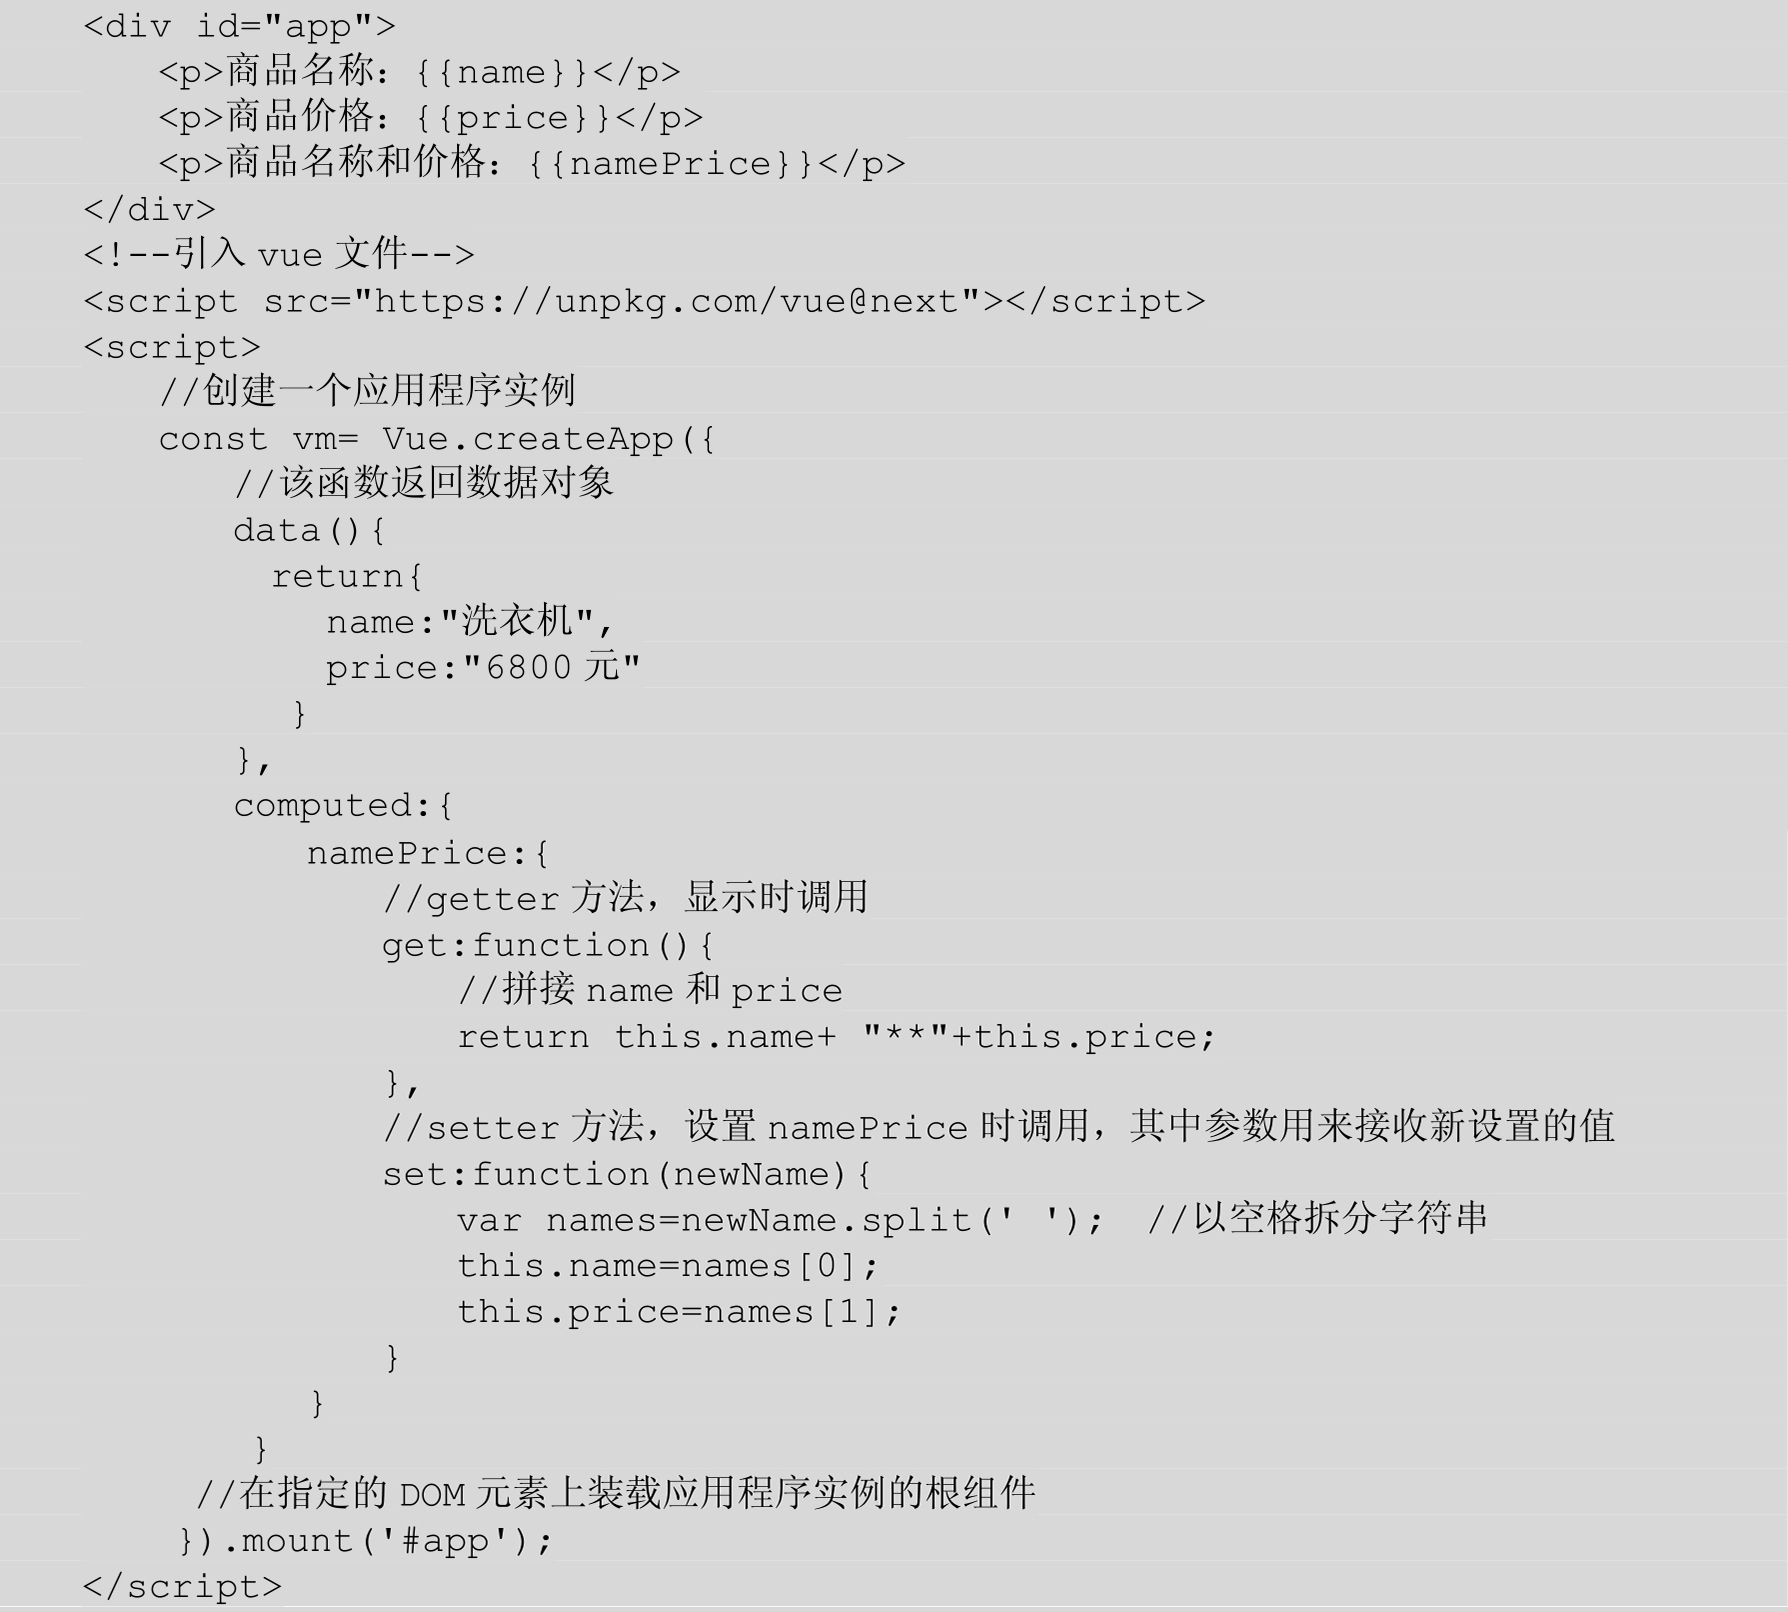 <div id="app">
<p>商品名称：{{name}}</p>
<p>商品价格：{{price}}</p>
<p>商品名称和价格：{{namePrice}}</p>
</div>
<!--引入 vue 文件-->
<script src="https://unpkg.com/vue@next"></script>
<script>
//创建一个应用程序实例
const vm= Vue.createApp({
//该函数返回数据对象
data(){
return{
name:"洗衣机",
price:"6800 元"
}
},
computed:{
namePrice:{
//getter 方法，显示时调用
get:function(){
//拼接 name 和 price
return this.name+ "**"+this.price;
},
//setter 方法，设置 namePrice 时调用，其中参数用来接收新设置的值
set:function(newName){
var names=newName.split(' ');  //以空格拆分字符串
this.name=names[0];
this.price=names[1];
}
}
}
//在指定的 DOM 元素上装载应用程序实例的根组件
}).mount('#app');
</script>